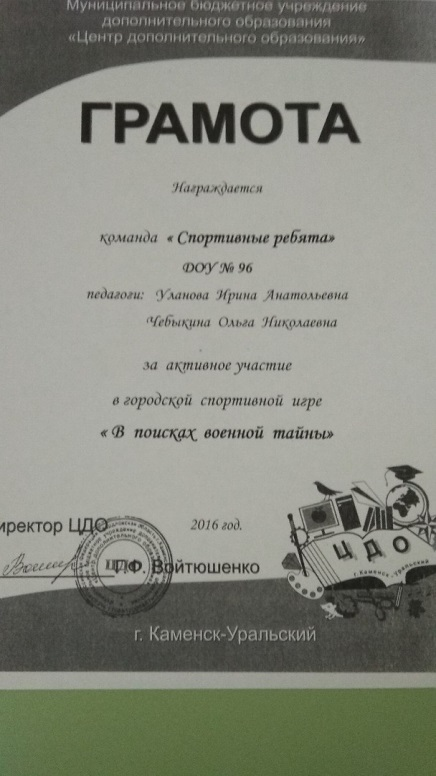 Муниципальное бюджетное учреждение
дополнительного образования
«Центр дополнительного образования»
ГРАМОТА
Награждается
команда « Спортивные ребята»
ДОУ № 96
педагоги: Уланова Ирина Анатольевна
Чебыкина Ольга Николаевна
за активное участие
в городской спортивной игре
« В поисках военной тайны»
иректор ЦДО
2016 год.
Г.Ф. Войтюшенко
ЦДО
г. Каменск - Уральский
г. Каменск-Уральский